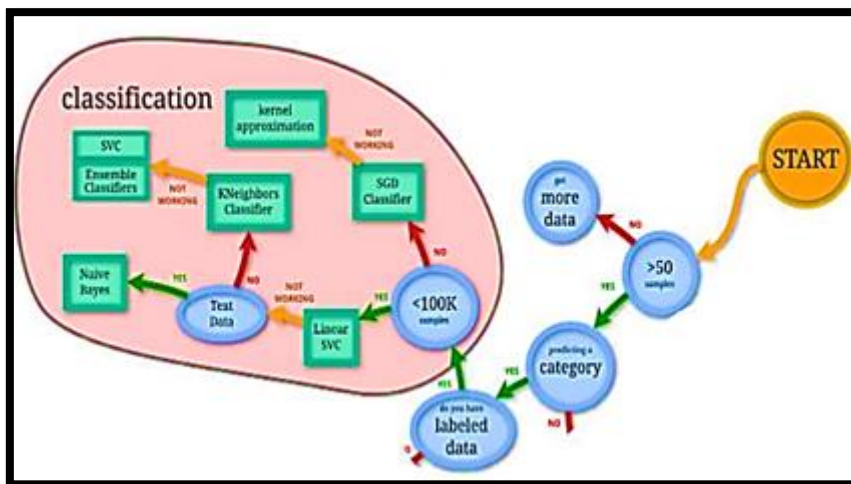 classification
kernel
approximation
NOT
WORKING
SVC
Ensemble
Classifiers
NOT
WORKING
KNeighbors
Classifier
SGD
Classifier
START
get
more
data
NO
>50
samples
YES
NO
NO
Naive
Bayes
YES
Text
Data
NOT
WORKING
Linear
SVC
YES
<100K
samples
predicting a
category
YES
NO
YES
do you have
labeled
data